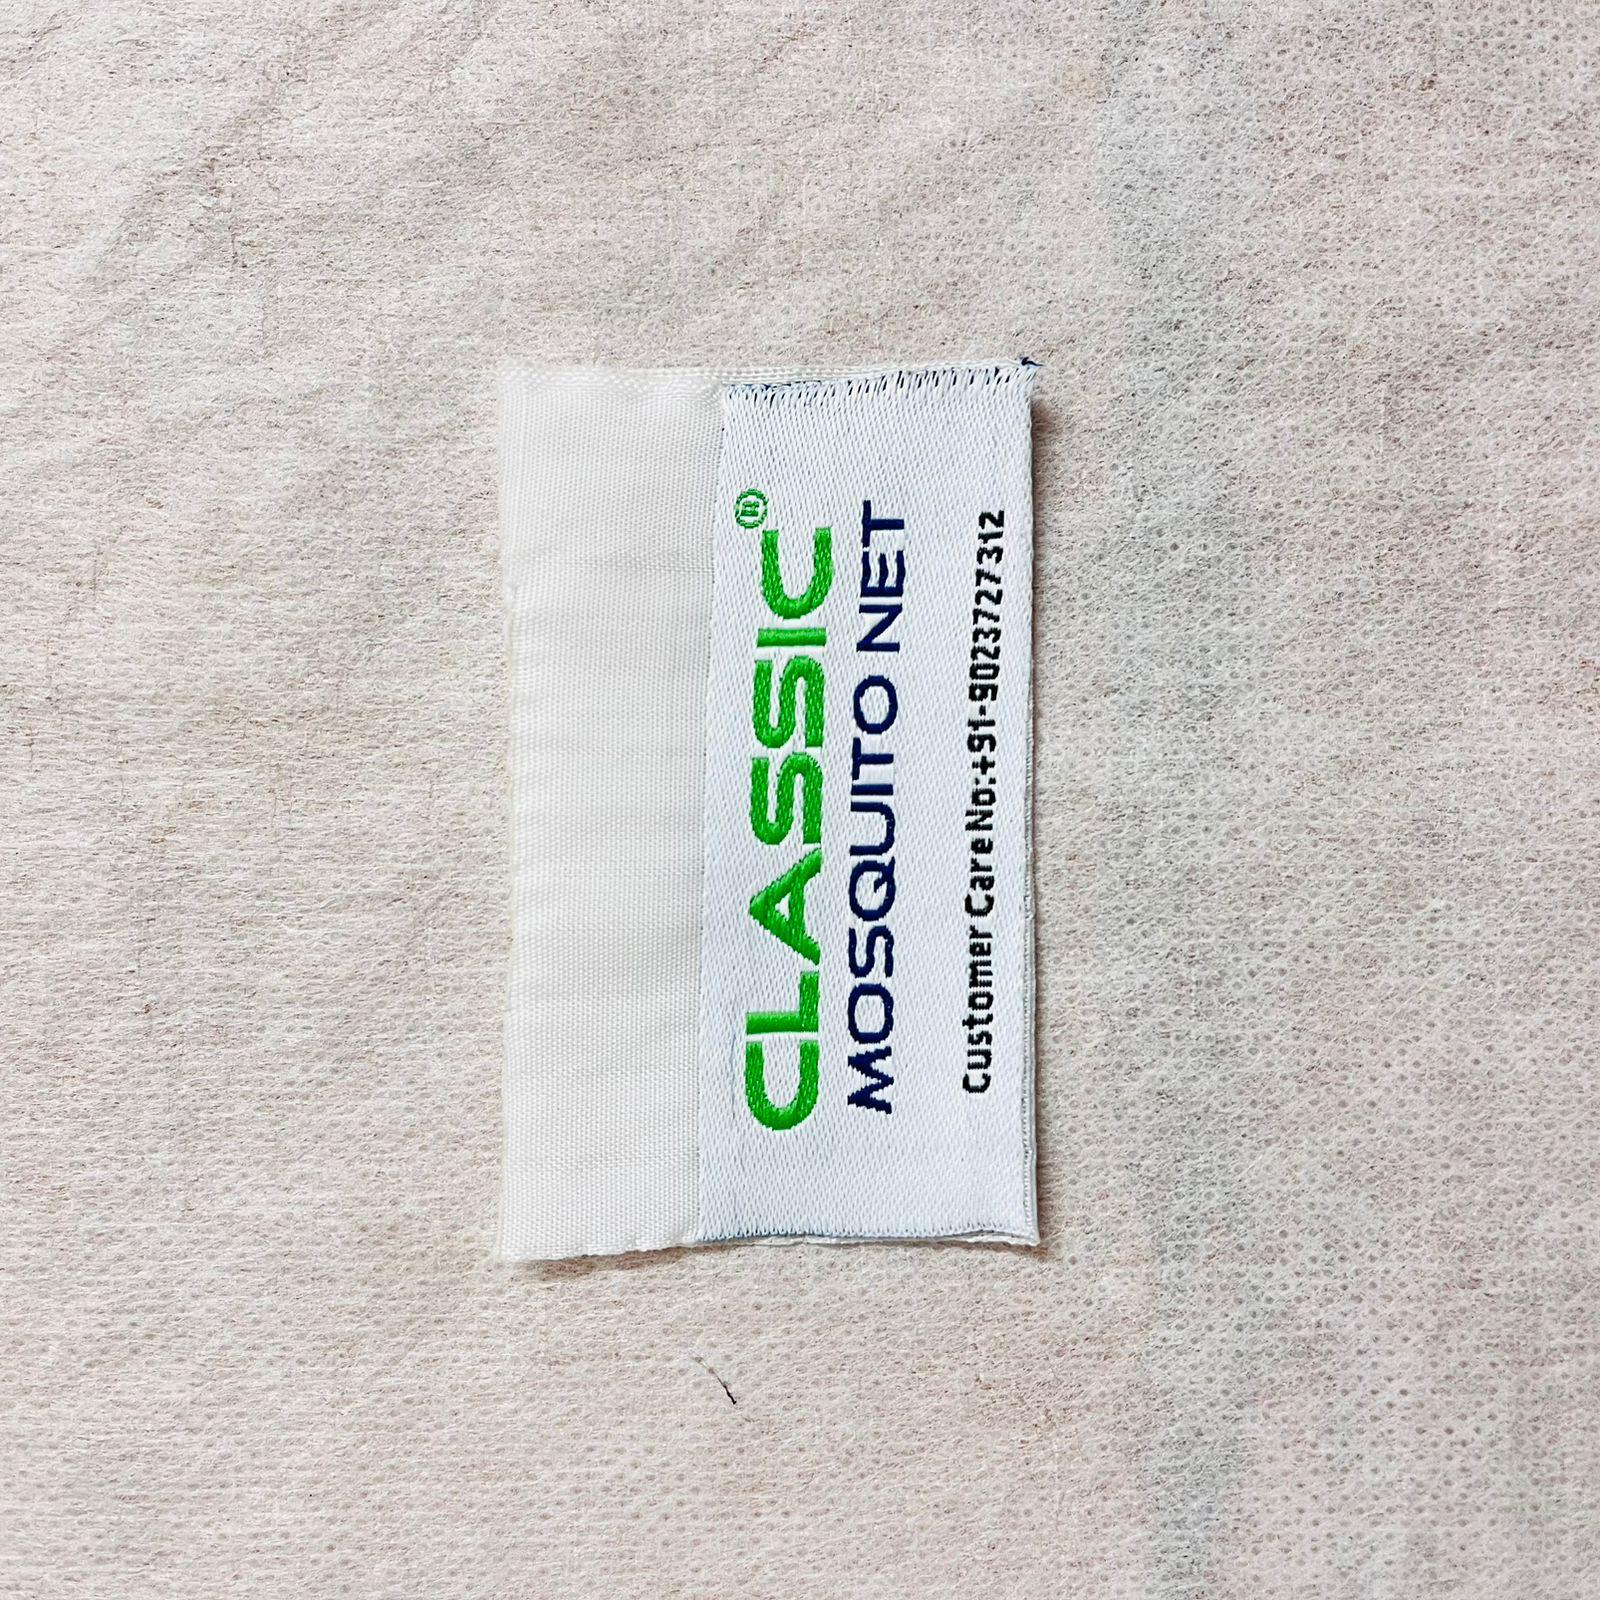 CLASSIC®
MOSQUITO NET
Customer Care No:+91-9023727312